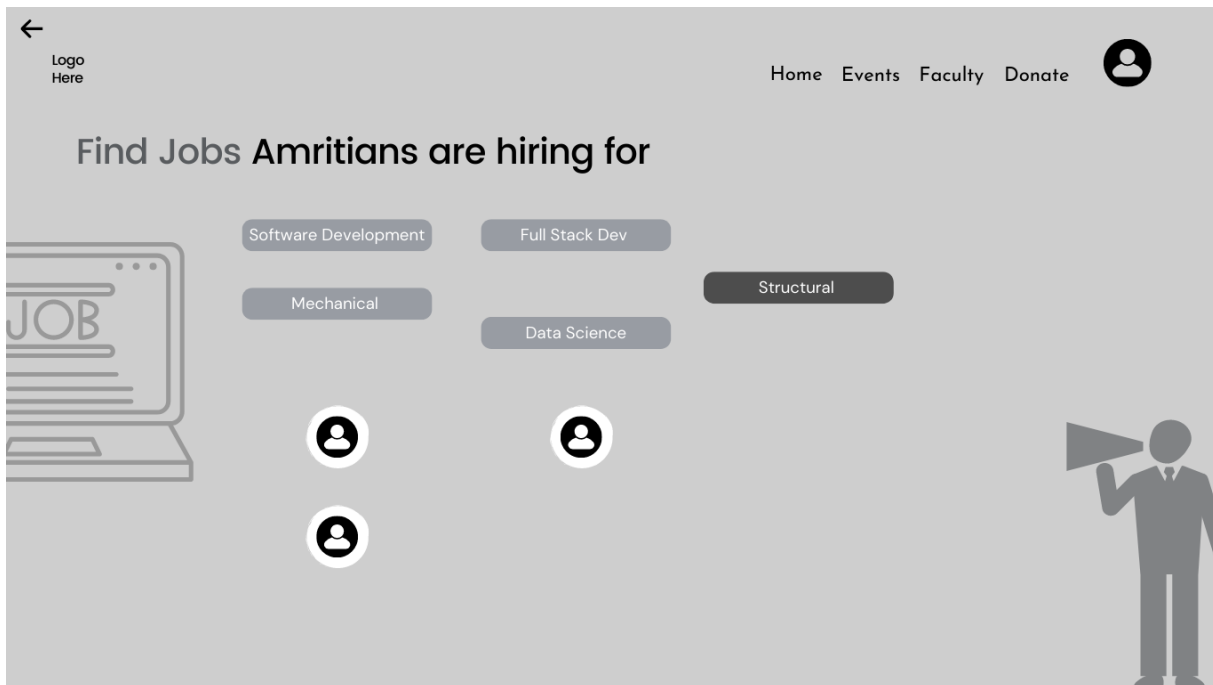 Logo
Here
Home Events Faculty Donate
Find Jobs Amritians are hiring for
Software Development
Full Stack Dev
Structural
Mechanical
Data Science
JOB